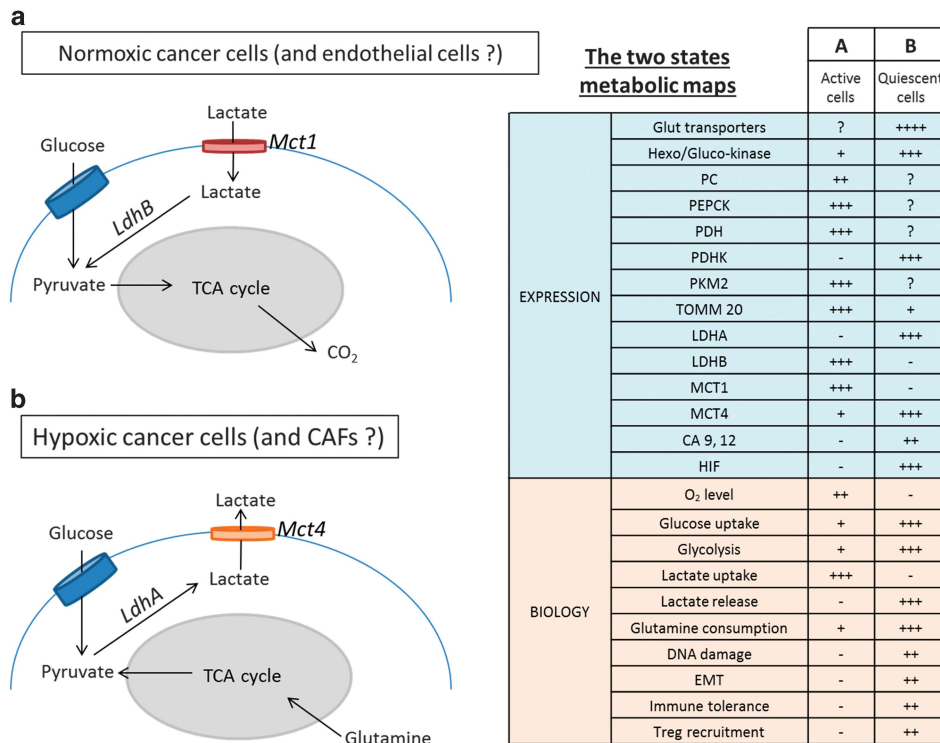 a
Normoxic cancer cells (and endothelial cells ?)
Lactate
Mct1
Glucose
Lactate
LdhB
Pyruvate
TCA cycle
CO₂
b
Hypoxic cancer cells (and CAFs ?)
Lactate
Mct4
Glucose
Lactate
LdhA
Pyruvate
TCA cycle
Glutamine
The two states
metabolic maps
A B
Active cells Quiescent cells
EXPRESSION
Glut transporters ? ++++
Hexo/Gluco-kinase + +++
PC ++ ?
PEPCK +++ ?
PDH +++ ?
PDHK - +++
PKM2 +++ ?
TOMM 20 +++ +
LDHA - +++
LDHB +++ -
MCT1 +++ -
MCT4 + +++
CA 9, 12 - ++
HIF - +++
BIOLOGY
O₂ level ++ -
Glucose uptake + +++
Glycolysis + +++
Lactate uptake +++ -
Lactate release - +++
Glutamine consumption + +++
DNA damage - ++
EMT - ++
Immune tolerance - ++
Treg recruitment - ++